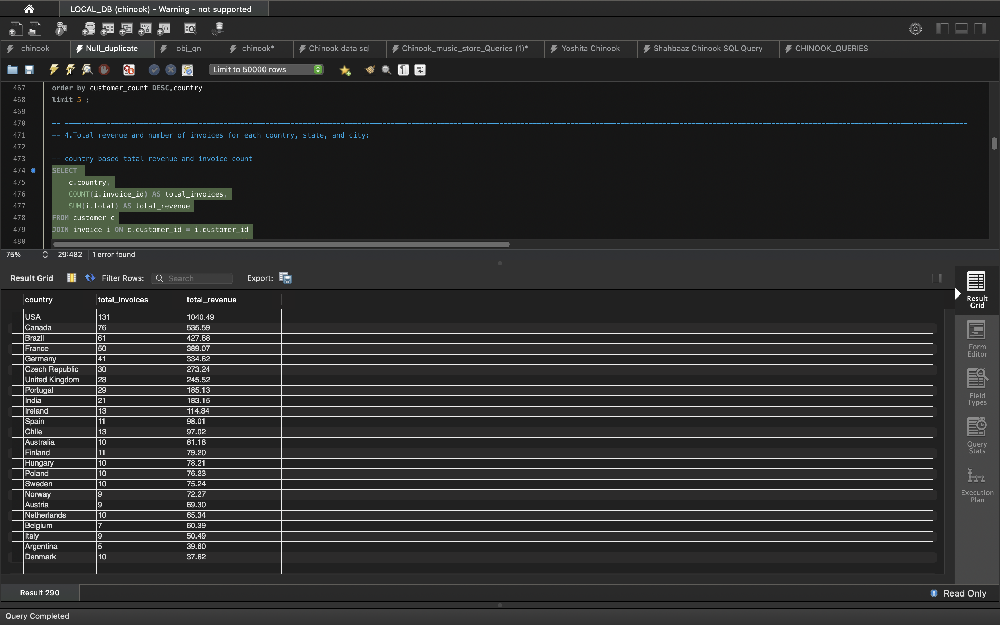 LOCAL_DB (chinook) - Warning - not supported
chinook Null_duplicate obj_qn chinook* Chinook data sql Chinook_music_store_Queries (1)* Yoshita Chinook Shahbaaz Chinook SQL Query CHINOOK_QUERIES
Limit to 50000 rows
467 order by customer_count DESC,country
468 limit 5 ;
469
470 -- ----------------------------------------------------------------
471 -- 4.Total revenue and number of invoices for each country, state, and city:
472
473 -- country based total revenue and invoice count
474 SELECT
475 c.country,
476 COUNT(i.invoice_id) AS total_invoices,
477 SUM(i.total) AS total_revenue
478 FROM customer c
479 JOIN invoice i ON c.customer_id = i.customer_id
480
75% 29:482 1 error found
Result Grid Filter Rows: Search Export:
country total_invoices total_revenue
USA 131 1040.49
Canada 76 535.59
Brazil 61 427.68
France 50 389.07
Germany 41 334.62
Czech Republic 30 273.24
United Kingdom 28 245.52
Portugal 29 185.13
India 21 183.15
Ireland 13 114.84
Spain 11 98.01
Chile 13 97.02
Australia 10 81.18
Finland 11 79.20
Hungary 10 78.21
Poland 10 76.23
Sweden 10 75.24
Norway 9 72.27
Austria 9 69.30
Netherlands 10 65.34
Belgium 7 60.39
Italy 9 50.49
Argentina 5 39.60
Denmark 10 37.62
Result
Grid
Form
Editor
Field
Types
Query
Stats
Execution
Plan
Result 290
Read Only
Query Completed